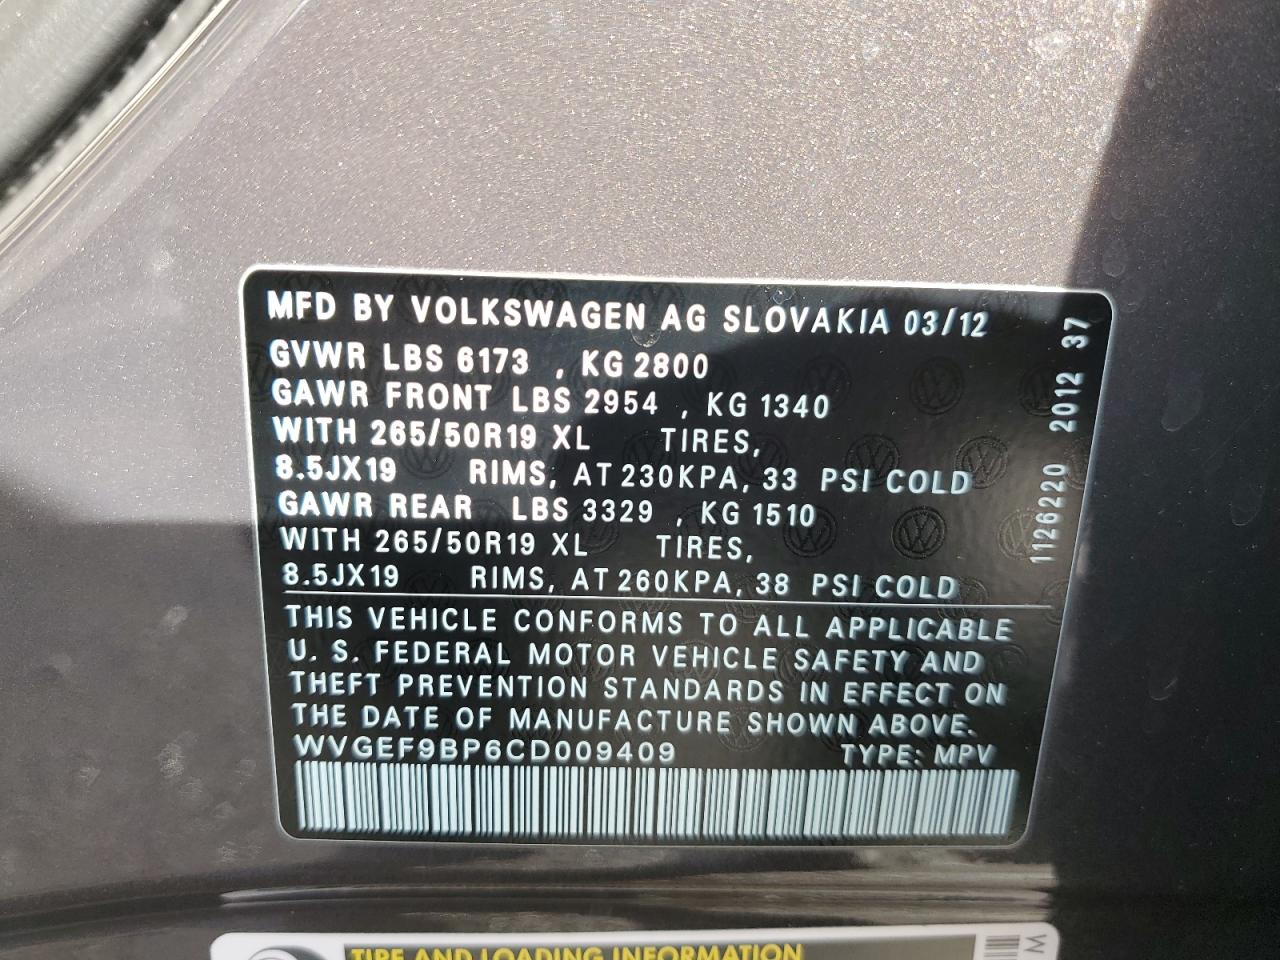 MFD BY VOLKSWAGEN AG SLOVAKIA 03/12
GVWR LBS 6173 , KG 2800
GAWR FRONT LBS 2954 , KG 1340
WITH 265/50R19 XL TIRES,
8.5JX19 RIMS, AT 230KPA, 33 PSI COLD
GAWR REAR LBS 3329 , KG 1510
WITH 265/50R19 XL TIRES,
8.5JX19 RIMS, AT 260KPA, 38 PSI COLD
THIS VEHICLE CONFORMS TO ALL APPLICABLE
U. S. FEDERAL MOTOR VEHICLE SAFETY AND
THEFT PREVENTION STANDARDS IN EFFECT ON
THE DATE OF MANUFACTURE SHOWN ABOVE.
WVGEF9BP6CD009409 TYPE: MPV
1126220 2012 37
TIRE AND LOADING INFORMATION
M